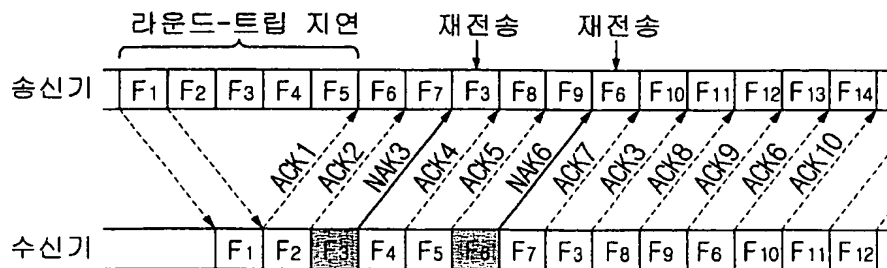 라운드-트립 지연 재전송 재전송
송신기 F1 F2 F3 F4 F5 F6 F7 F3 F8 F9 F6 F10 F11 F12 F13 F14
ACK1 ACK2 NAK3 ACK4 ACK5 NAK6 ACK7 ACK3 ACK8 ACK9 ACK6 ACK10
수신기 F1 F2 F3 F4 F5 F6 F7 F3 F8 F9 F6 F10 F11 F12